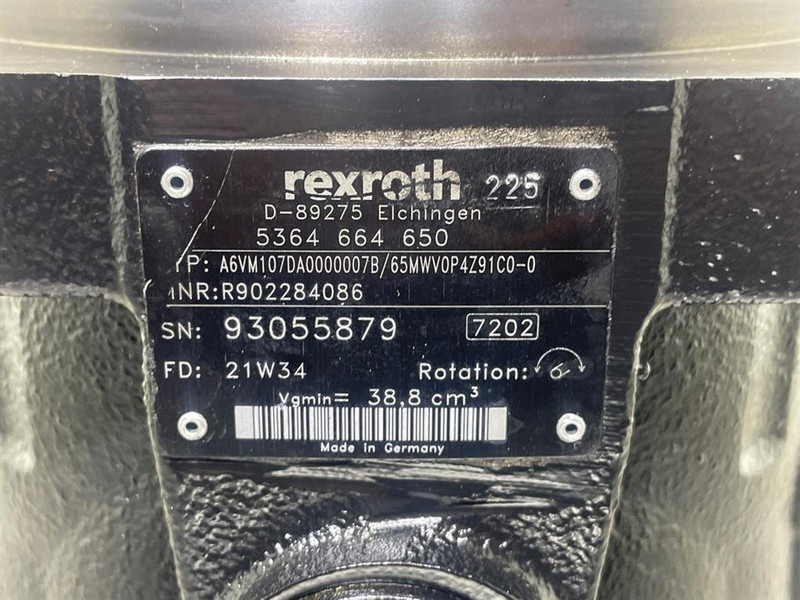 rexroth 225
D-89275 Elchingen
5364 664 650
TYP: A6VM107DA0000007B/65MWV0P4Z91C0-0
MNR:R902284086
SN: 93055879 7202
FD: 21W34 Rotation:
Vgmin= 38,8 cm³
Made in Germany